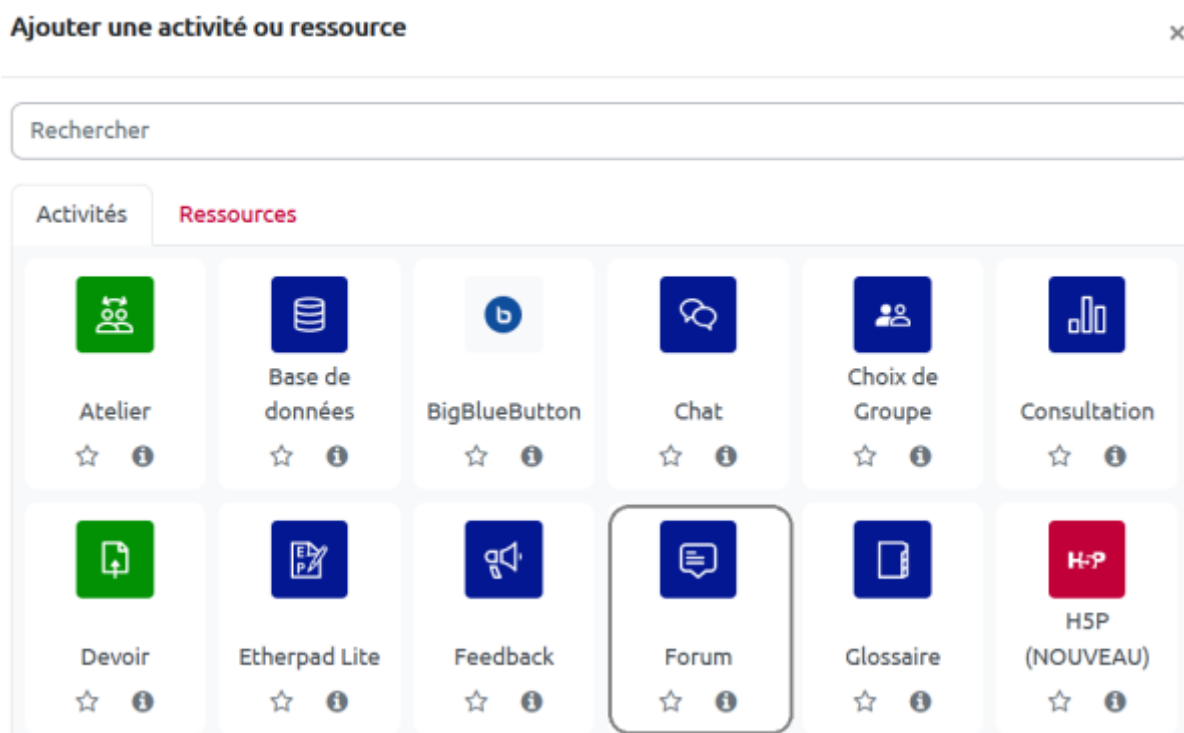 Ajouter une activité ou ressource
Rechercher
Activités
Ressources
Atelier
Base de
données
BigBlueButton
Chat
Choix de
Groupe
Consultation
Devoir
Etherpad Lite
Feedback
Forum
Glossaire
H5P
H5P
(NOUVEAU)